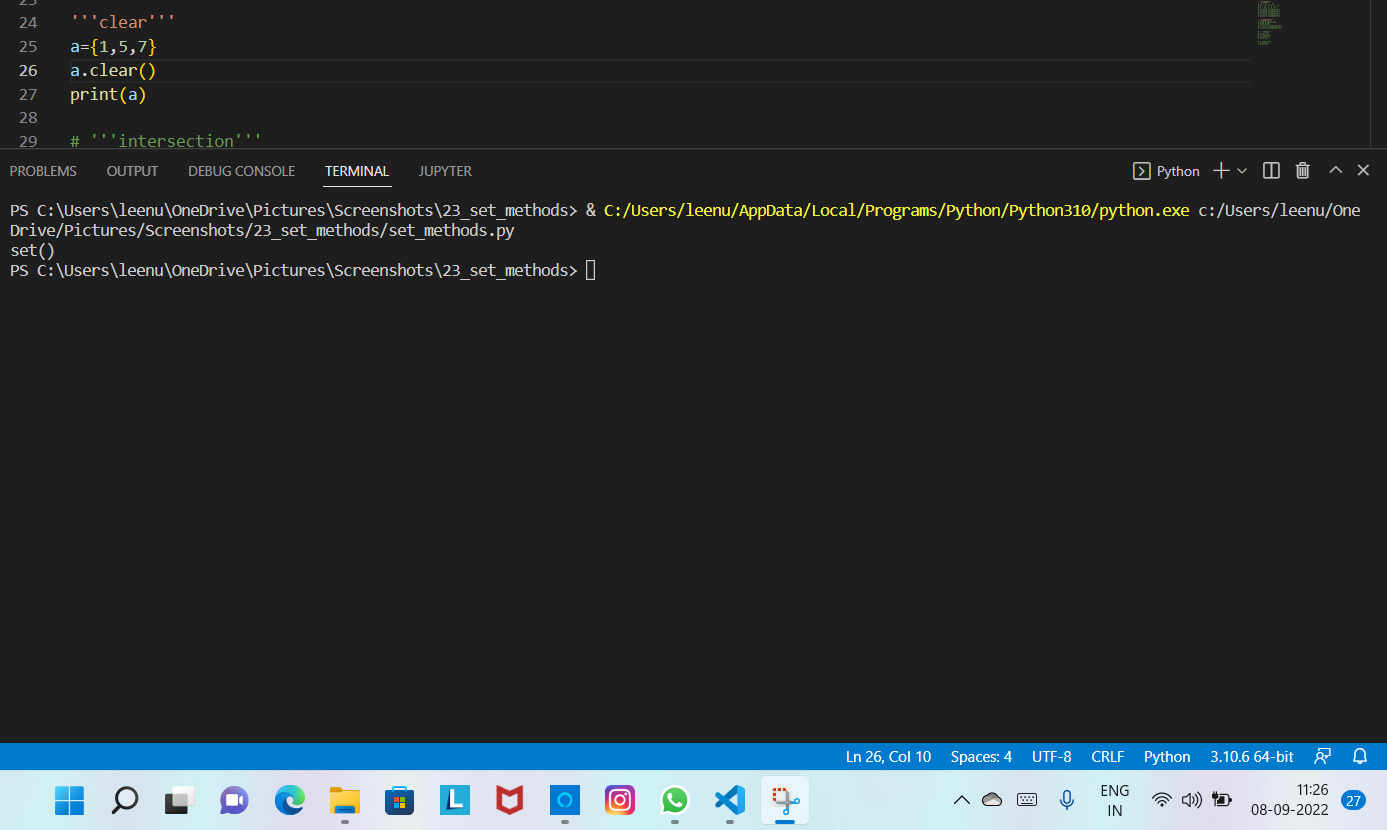 23
24 '''clear'''
25 a={1,5,7}
26 a.clear()
27 print(a)
28
29 # '''intersection'''
PROBLEMS OUTPUT DEBUG CONSOLE TERMINAL JUPYTER Python
PS C:\Users\leenu\OneDrive\Pictures\Screenshots\23_set_methods> & C:/Users/leenu/AppData/Local/Programs/Python/Python310/python.exe c:/Users/leenu/One
Drive/Pictures/Screenshots/23_set_methods/set_methods.py
set()
PS C:\Users\leenu\OneDrive\Pictures\Screenshots\23_set_methods>
Ln 26, Col 10 Spaces: 4 UTF-8 CRLF Python 3.10.6 64-bit
ENG 11:26
IN 08-09-2022 27